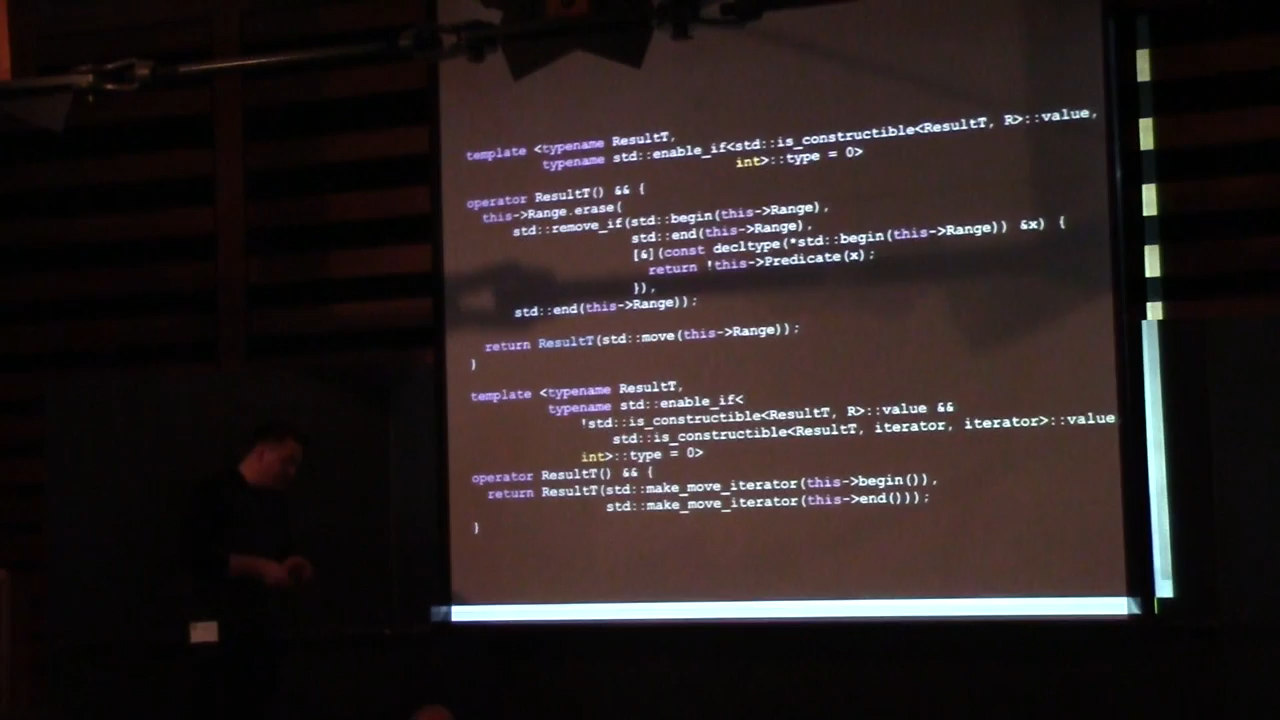 template <typename ResultT,
typename std::enable_if<std::is_constructible<ResultT, R>::value,
int>::type = 0>
operator ResultT() && {
this->Range.erase(
std::remove_if(std::begin(this->Range),
std::end(this->Range),
[&](const decltype(*std::begin(this->Range)) &x) {
return !this->Predicate(x);
}),
std::end(this->Range));
return ResultT(std::move(this->Range));
}
template <typename ResultT,
typename std::enable_if<
!std::is_constructible<ResultT, R>::value &&
std::is_constructible<ResultT, iterator, iterator>::value
int>::type = 0>
operator ResultT() && {
return ResultT(std::make_move_iterator(this->begin()),
std::make_move_iterator(this->end()));
}